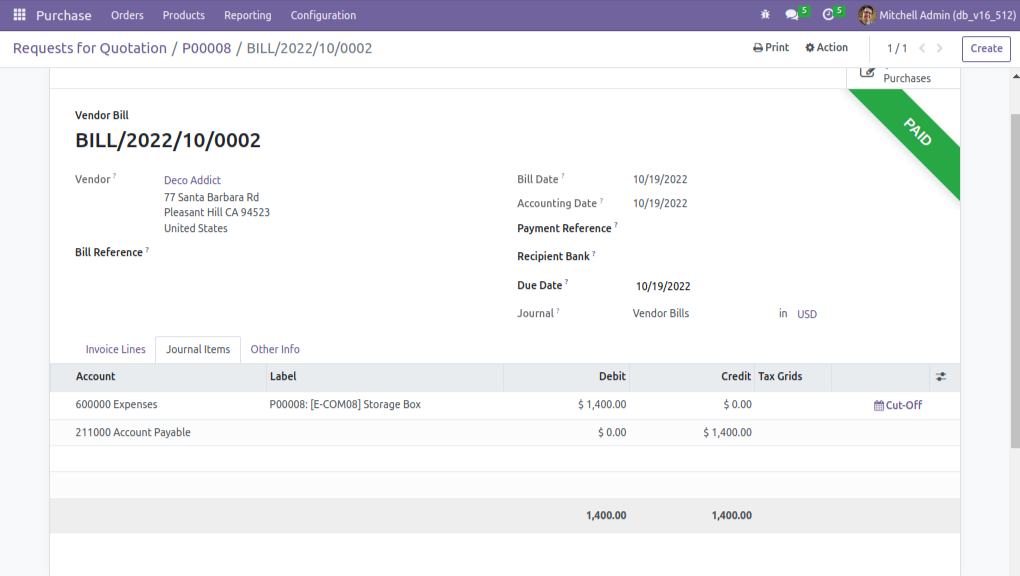 Purchase Orders Products Reporting Configuration 5 5 Mitchell Admin (db_v16_512)
Requests for Quotation / P00008 / BILL/2022/10/0002 Print Action 1 / 1 Create
Purchases
PAID
Vendor Bill
BILL/2022/10/0002
Vendor ? Deco Addict Bill Date ? 10/19/2022
77 Santa Barbara Rd
Pleasant Hill CA 94523 Accounting Date ? 10/19/2022
United States Payment Reference ?
Bill Reference ? Recipient Bank ?
Due Date ? 10/19/2022
Journal ? Vendor Bills in USD
Invoice Lines Journal Items Other Info
Account Label Debit Credit Tax Grids
600000 Expenses P00008: [E-COM08] Storage Box $ 1,400.00 $ 0.00 Cut-Off
211000 Account Payable $ 0.00 $ 1,400.00
1,400.00 1,400.00